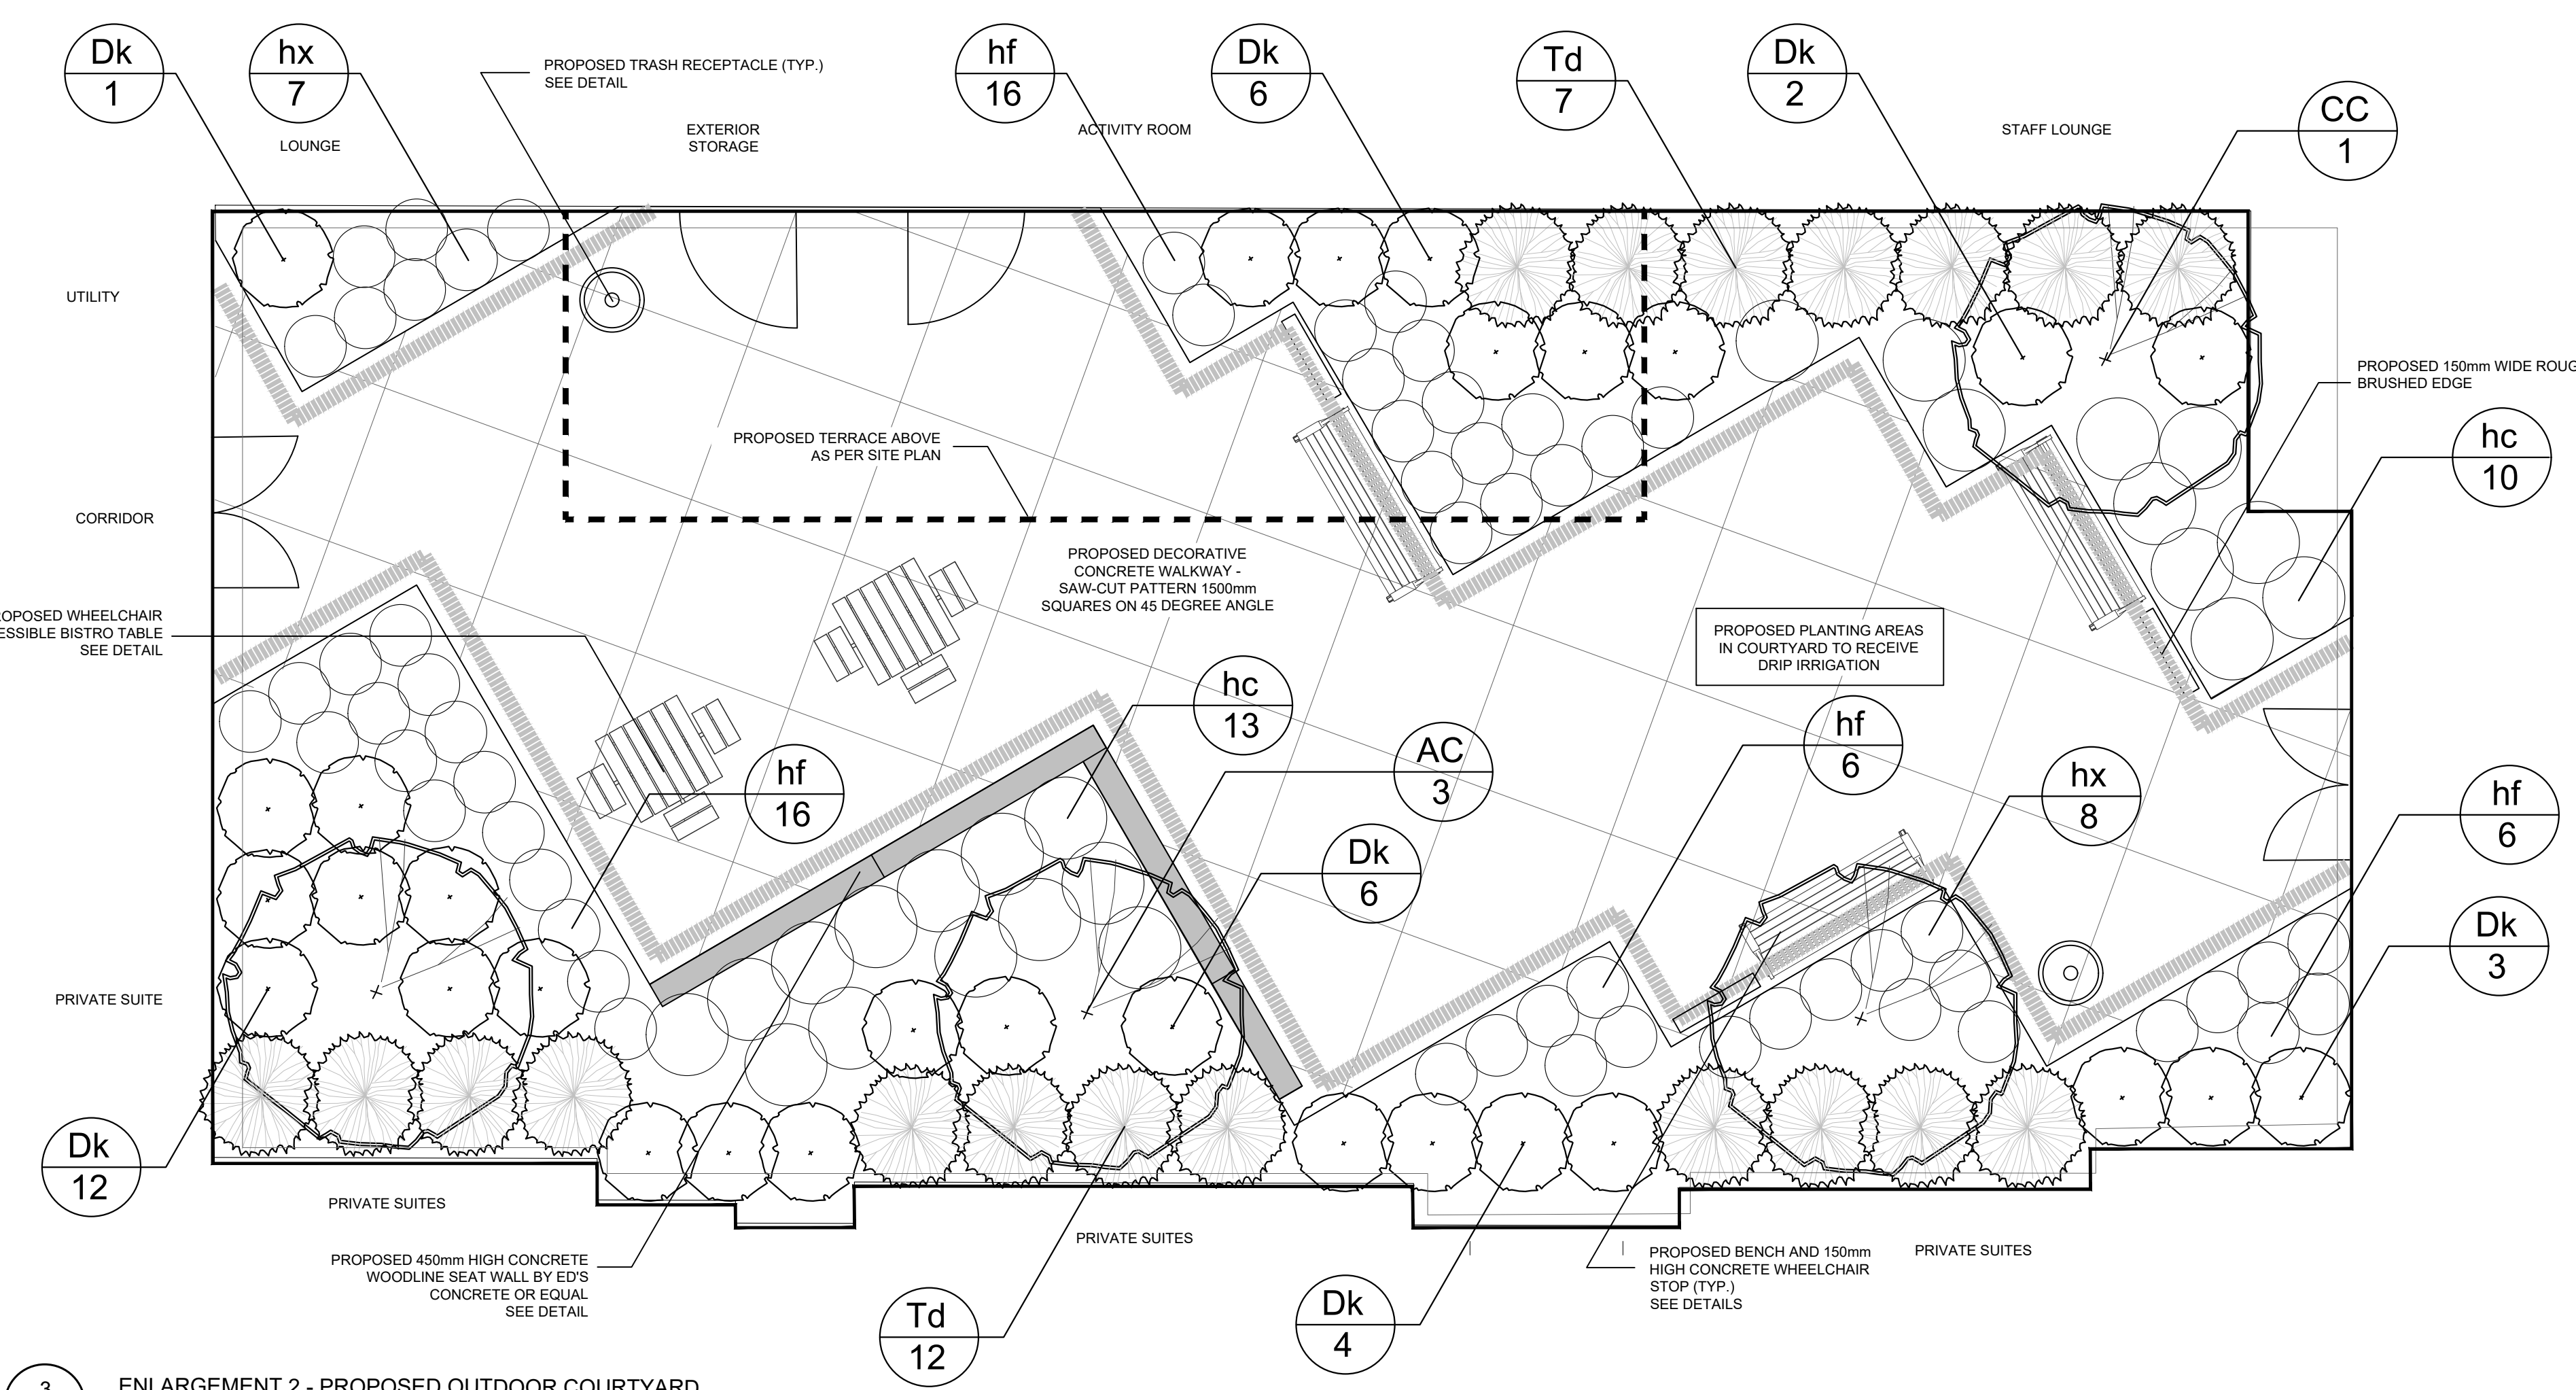 Dk
1
hx
7
PROPOSED TRASH RECEPTACLE (TYP.)
SEE DETAIL
hf
16
Dk
6
Td
7
Dk
2
CC
1
LOUNGE
EXTERIOR
STORAGE
ACTIVITY ROOM
STAFF LOUNGE
UTILITY
PROPOSED 150mm WIDE ROUG
BRUSHED EDGE
hc
10
PROPOSED TERRACE ABOVE
AS PER SITE PLAN
CORRIDOR
PROPOSED DECORATIVE
CONCRETE WALKWAY -
SAW-CUT PATTERN 1500mm
SQUARES ON 45 DEGREE ANGLE
OPOSED WHEELCHAIR
ESSIBLE BISTRO TABLE
SEE DETAIL
PROPOSED PLANTING AREAS
IN COURTYARD TO RECEIVE
DRIP IRRIGATION
hc
13
hf
16
AC
3
hf
6
hx
8
hf
6
Dk
6
Dk
3
PRIVATE SUITE
Dk
12
PRIVATE SUITES
PRIVATE SUITES
PRIVATE SUITES
PROPOSED 450mm HIGH CONCRETE
WOODLINE SEAT WALL BY ED'S
CONCRETE OR EQUAL
SEE DETAIL
Td
12
Dk
4
PROPOSED BENCH AND 150mm
HIGH CONCRETE WHEELCHAIR
STOP (TYP.)
SEE DETAILS
3
ENLARGEMENT 2 - PROPOSED OUTDOOR COURTYARD